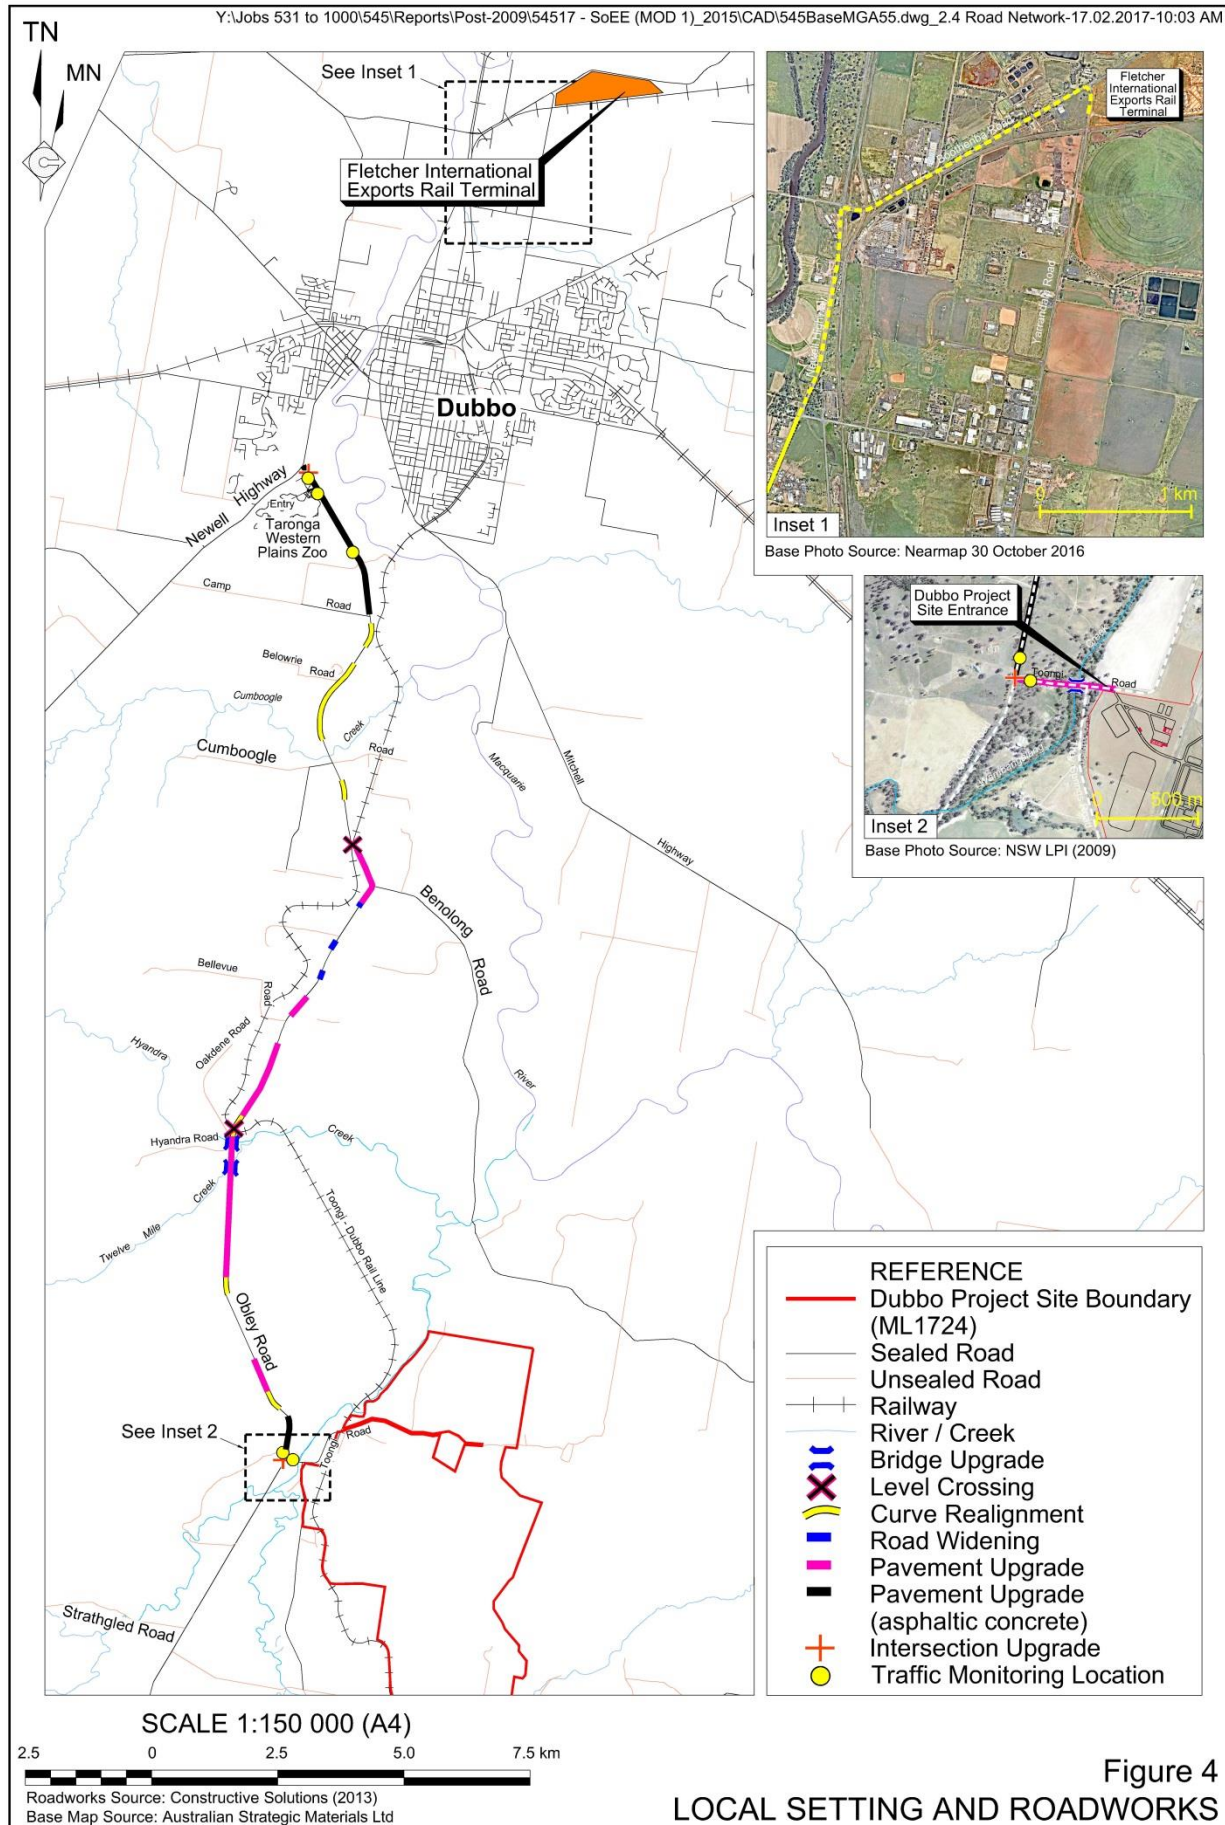 Y:\Jobs 531 to 1000\545\Reports\Post-2009\54517 - SoEE (MOD 1)_2015\CAD\545BaseMGA55.dwg_2.4 Road Network-17.02.2017-10:03 AM
TN
MN
See Inset 1
Fletcher International
Exports Rail Terminal
Dubbo
Newell Highway
Entry
Taronga
Western
Plains Zoo
Camp
Road
Belowrie
Road
Cumboogle
Creek
Cumboogle
Road
Macquarie
Mitchell
Highway
Benolong
Road
Bellevue
Road
Oakdene Road
Hyandra
River
Hyandra Road
Creek
Creek
Twelve Mile
Toongi - Dubbo Rail Line
Obley Road
See Inset 2
Toongi
Road
Strathgled Road
Fletcher
International
Exports Rail
Terminal
Boothenba
Yarrandale Road
0
1 km
Inset 1
Base Photo Source: Nearmap 30 October 2016
Dubbo Project
Site Entrance
Toongi
Road
0
500 m
Inset 2
Base Photo Source: NSW LPI (2009)
REFERENCE
Dubbo Project Site Boundary
(ML1724)
Sealed Road
Unsealed Road
Railway
River / Creek
Bridge Upgrade
Level Crossing
Curve Realignment
Road Widening
Pavement Upgrade
Pavement Upgrade
(asphaltic concrete)
Intersection Upgrade
Traffic Monitoring Location
SCALE 1:150 000 (A4)
2.5 0 2.5 5.0 7.5 km
Roadworks Source: Constructive Solutions (2013)
Base Map Source: Australian Strategic Materials Ltd
Figure 4
LOCAL SETTING AND ROADWORKS